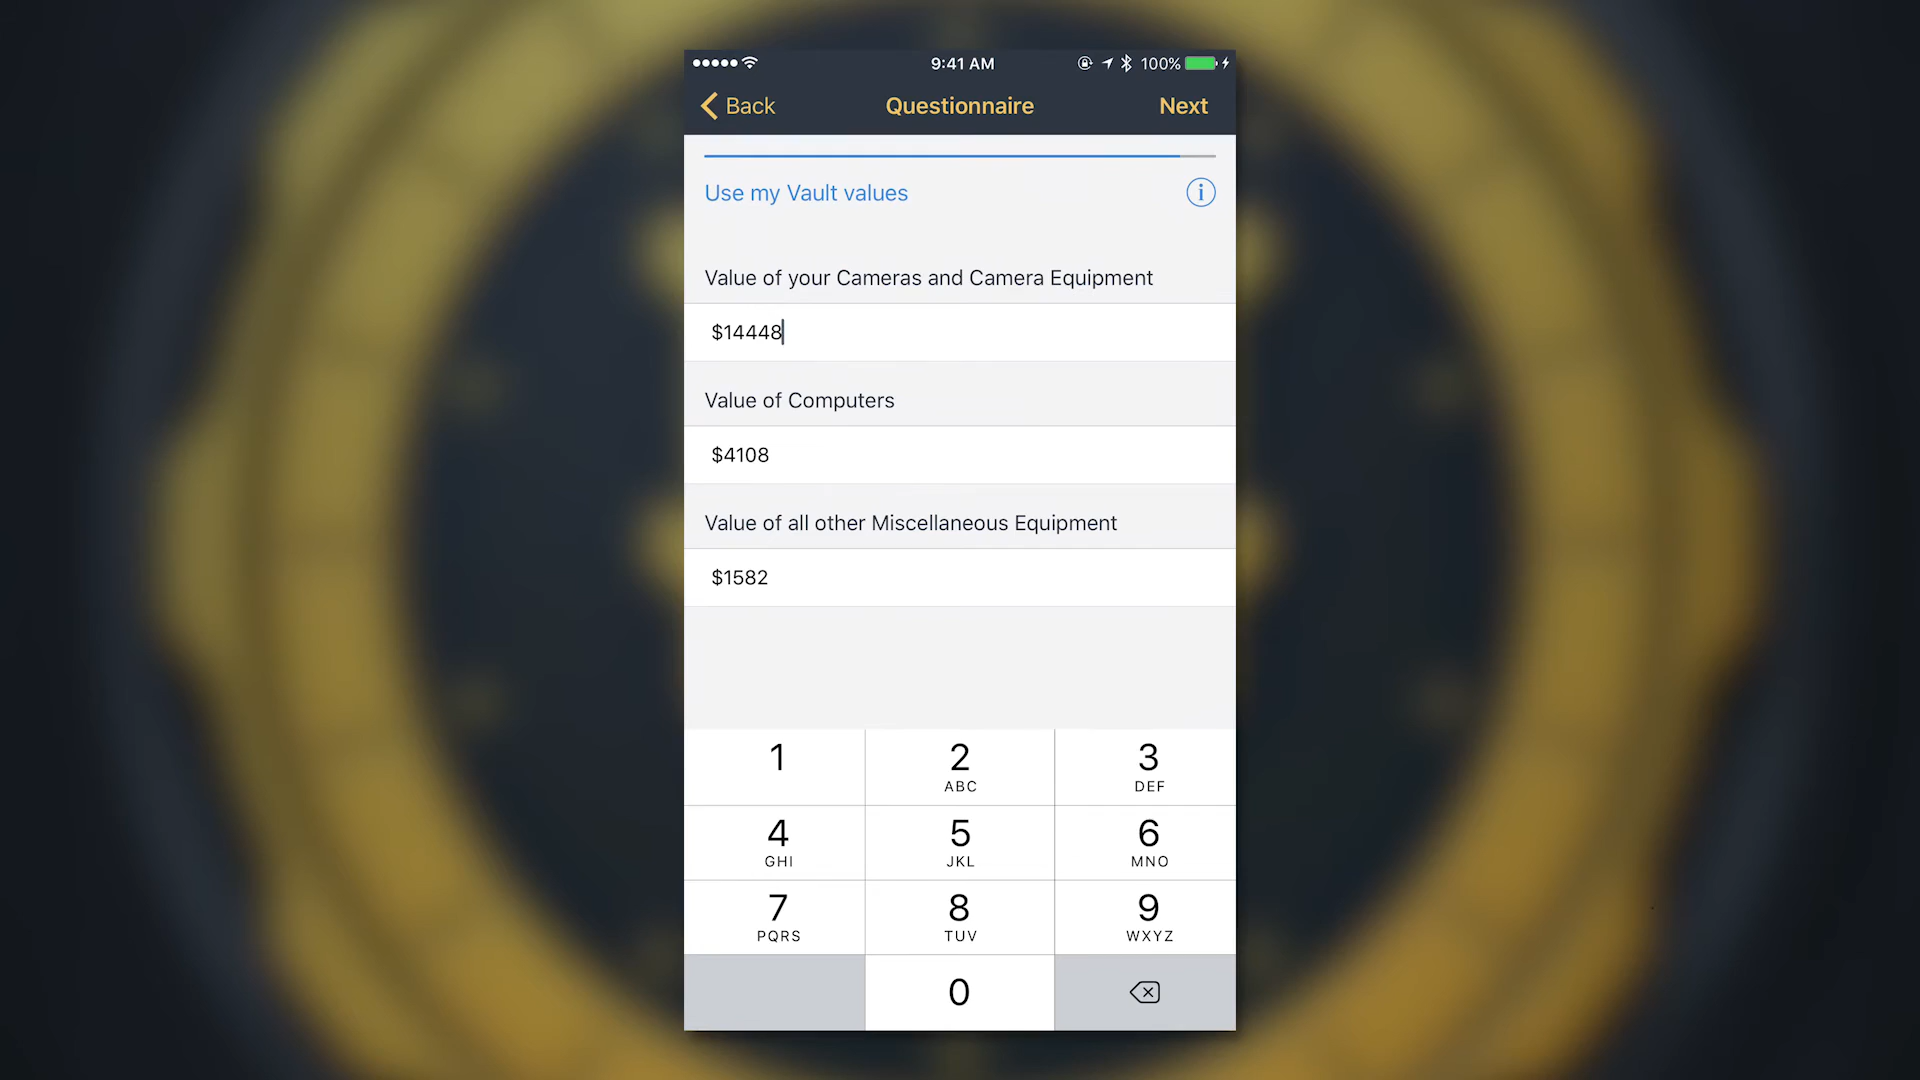 9:41 AM 100%
Back Questionnaire Next
Use my Vault values i
Value of your Cameras and Camera Equipment
$14448
Value of Computers
$4108
Value of all other Miscellaneous Equipment
$1582
1 2 3
ABC DEF
4 5 6
GHI JKL MNO
7 8 9
PQRS TUV WXYZ
0